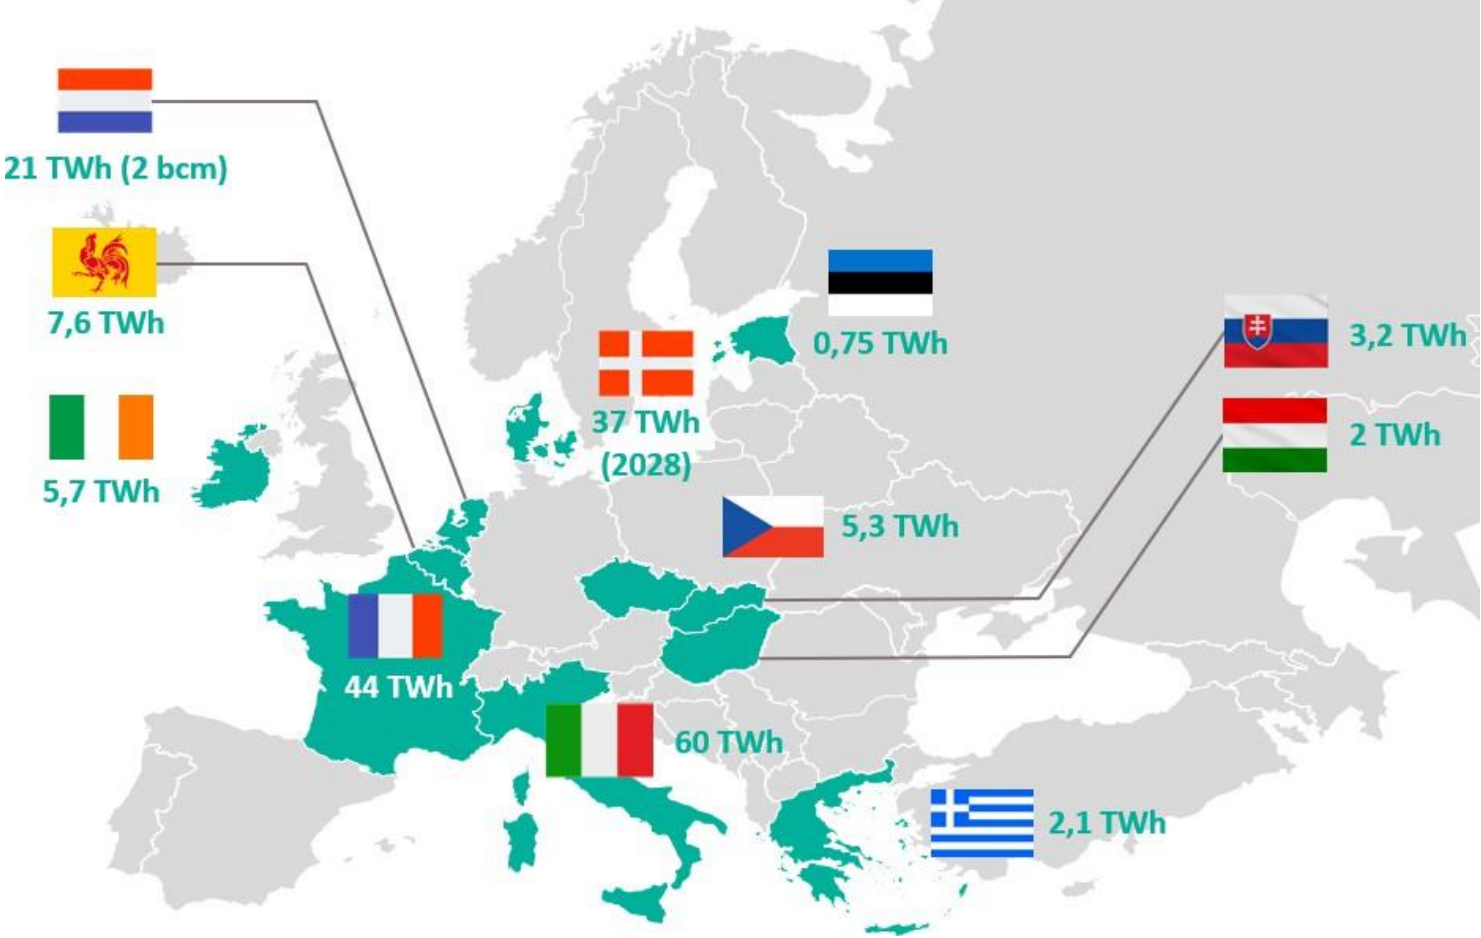 21 TWh (2 bcm)
7,6 TWh
5,7 TWh
0,75 TWh
37 TWh
(2028)
3,2 TWh
2 TWh
5,3 TWh
44 TWh
60 TWh
2,1 TWh